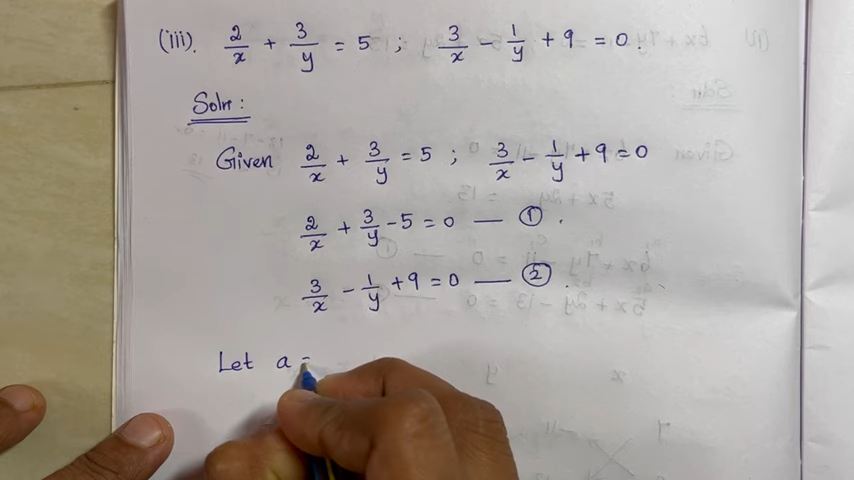 (iii). 2/x + 3/y = 5 ; 3/x - 1/y + 9 = 0.
Soln:
Given 2/x + 3/y = 5 ; 3/x - 1/y + 9 = 0
2/x + 3/y - 5 = 0 — ①.
3/x - 1/y + 9 = 0 — ②.
Let a =